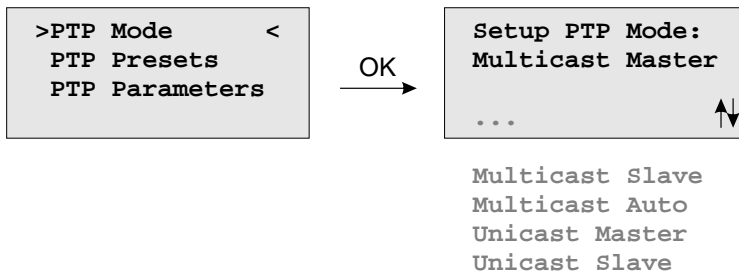 >PTP Mode <
PTP Presets
PTP Parameters
OK
Setup PTP Mode:
Multicast Master
...
Multicast Slave
Multicast Auto
Unicast Master
Unicast Slave